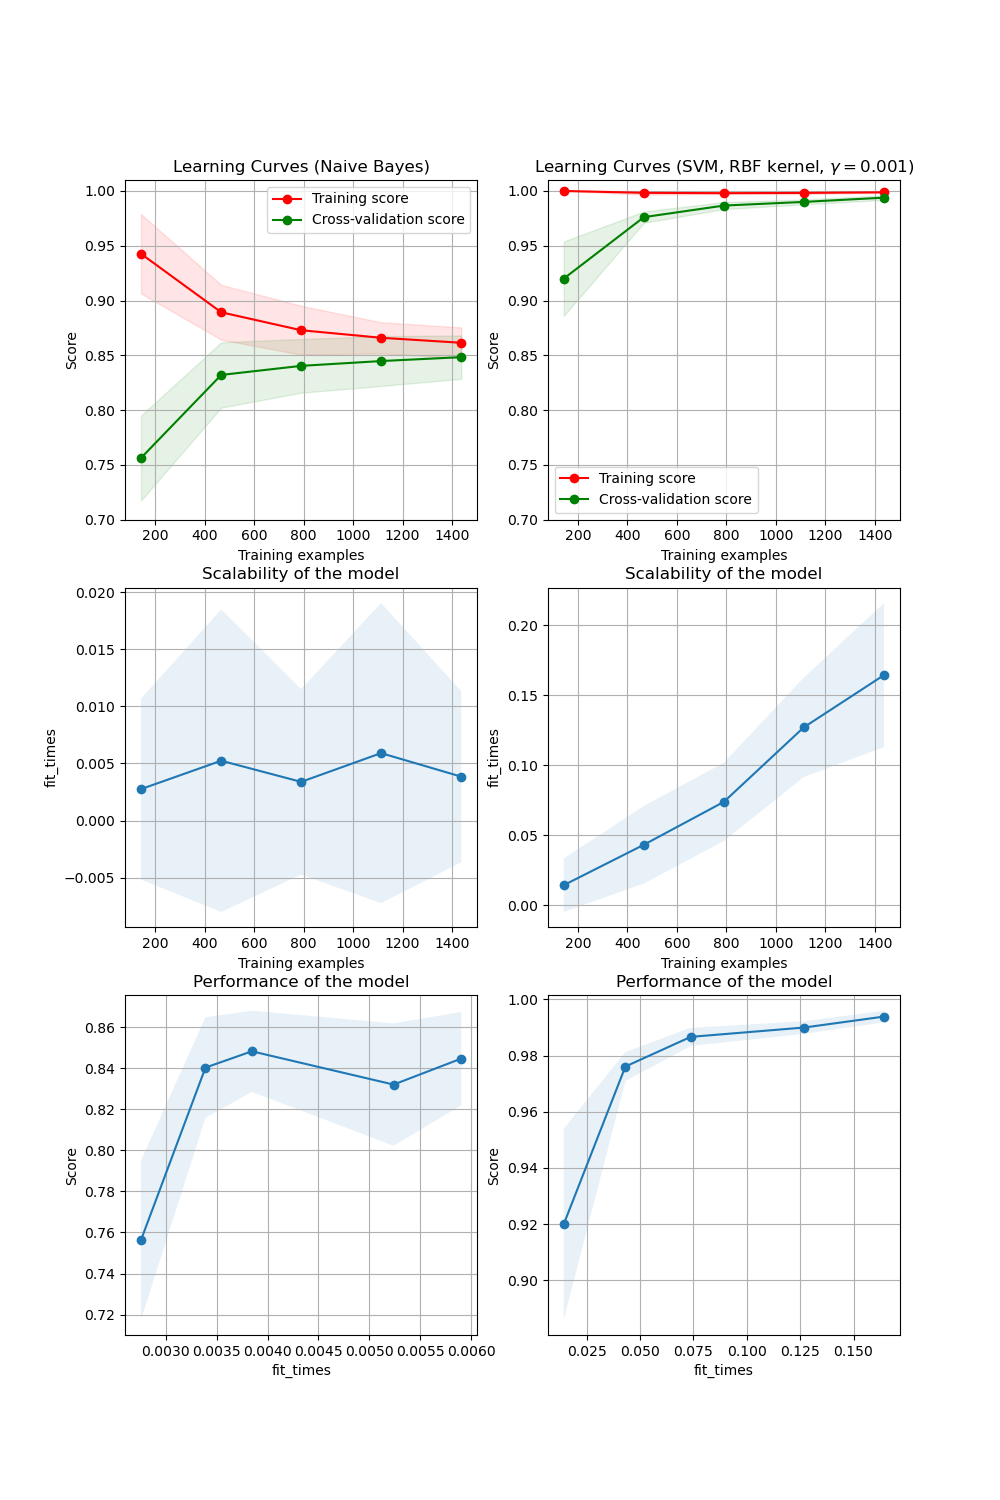 Learning Curves (Naive Bayes)
1.00
0.95
0.90
0.85
0.80
0.75
0.70
Score
Training score
Cross-validation score
200 400 600 800 1000 1200 1400
Training examples
Learning Curves (SVM, RBF kernel, γ = 0.001)
1.00
0.95
0.90
0.85
0.80
0.75
0.70
Score
Training score
Cross-validation score
200 400 600 800 1000 1200 1400
Training examples
Scalability of the model
0.020
0.015
0.010
0.005
0.000
−0.005
fit_times
200 400 600 800 1000 1200 1400
Training examples
Scalability of the model
0.20
0.15
0.10
0.05
0.00
fit_times
200 400 600 800 1000 1200 1400
Training examples
Performance of the model
0.86
0.84
0.82
0.80
0.78
0.76
0.74
0.72
Score
0.0030 0.0035 0.0040 0.0045 0.0050 0.0055 0.0060
fit_times
Performance of the model
1.00
0.98
0.96
0.94
0.92
0.90
Score
0.025 0.050 0.075 0.100 0.125 0.150
fit_times